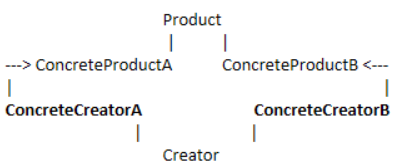 Product
| |
---> ConcreteProductA ConcreteProductB <---
| |
ConcreteCreatorA ConcreteCreatorB
| |
Creator